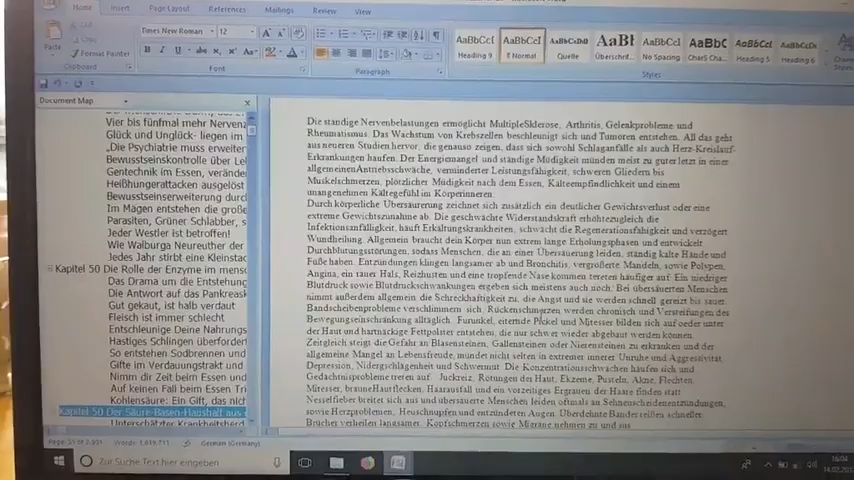 Home Insert Page Layout References Mailings Review View
Cut
Copy
Paste
Format Painter
Clipboard
Times New Roman 12
Font
Paragraph
AaBbCcI AaBbCcI AaBbCcDdI AaBbI AaBbCcI AaBbC AaBbCcI AaBbCcDc
Heading 9 ¶ Normal Quelle Überschrif... No Spacing CharS Cha... Heading 5 Heading 6
Change
Styles
Document Map
Vier bis fünfmal mehr Nervenz
Glück und Unglück- liegen im
„Die Psychiatrie muss erweiter
Bewusstseinskontrolle über Le
Gentechnik im Essen, veränder
Heißhungerattacken ausgelöst
Bewusstseinserweiterung durc
Im Magen entstehen die große
Parasiten, Grüner Schlabber, s
Jeder Westler ist betroffen!
Wie Walburga Neureuther der
Jedes Jahr stirbt eine Kleinstac
Kapitel 50 Die Rolle der Enzyme im mensc
Das Drama um die Entstehung
Die Antwort auf das Pankreask
Gut gekaut, ist halb verdaut
Fleisch ist immer schlecht
Entschleunige Deine Nahrungs
Hastiges Schlingen überforder
So entstehen Sodbrennen und
Gifte im Verdauungstrakt und
Nimm dir Zeit beim Essen und
Auf keinen Fall beim Essen Tr
Kohlensäure: Ein Gift, das nich
Kapitel 50 Der Säure-Basen-Haushalt aus
Unterschätzter Krankheitsherd
Die ständige Nervenbelastungen ermöglicht MultipleSklerose, Arthritis, Gelenkprobleme und
Rheumatismus. Das Wachstum von Krebszellen beschleunigt sich und Tumoren entstehen. All das geht
aus neueren Studien hervor, die genauso zeigen, dass sich sowohl Schlaganfälle als auch Herz-Kreislauf-
Erkrankungen häufen. Der Energiemangel und ständige Müdigkeit münden meist zu guter letzt in einer
allgemeinenAntriebsschwäche, verminderter Leistungsfähigkeit, schweren Gliedern bis
Muskelschmerzen, plötzlicher Müdigkeit nach dem Essen, Kälteempfindlichkeit und einem
unangenehmen Kältegefühl im Körperinneren.
Durch körperliche Übersäuerung zeichnet sich zusätzlich ein deutlicher Gewichtsverlust oder eine
extreme Gewichtszunahme ab. Die geschwächte Widerstandskraft erhöhtezugleich die
Infektionsanfälligkeit, häuft Erkältungskrankheiten, schwächt die Regenerationsfähigkeit und verzögert
Wundheilung. Allgemein braucht dein Körper nun extrem lange Erholungsphasen und entwickelt
Durchblutungsstörungen, sodass Menschen, die an einer Übersäuerung leiden, ständig kalte Hände und
Füße haben. Entzündungen klingen langsamer ab und Bronchitis, vergrößerte Mandeln, sowie Polypen,
Angina, ein rauer Hals, Reizhusten und eine tropfende Nase kommen häufiger auf. Ein niedriger
Blutdruck sowie Blutdruckschwankungen ergeben sich meistens auch noch. Bei übersäuerten Menschen
nimmt außerdem allgemein, die Schreckhaftigkeit zu, die Angst und sie werden schnell gereizt bis sauer.
Bandscheibenprobleme verschlimmern sich, Rückenschmerzen werden chronisch und Versteifungen des
Bewegungseinschränkung alltäglich. Furunkel, eiternde Pickel und Mitesser bilden sich auf oeder unter
der Haut und hartnäckige Fettpolster entstehen, die nur schwer wieder abgebaut werden können.
Zeitgleich steigt die Gefahr an Blasensteinen, Gallensteinen oder Nierensteinen zu erkranken und der
allgemeine Mangel an Lebensfreude, mündet nicht selten in extremer innerer Unruhe und Aggressivität,
Depression, Niedergschlagenheit und Schwermut. Die Konzentrationsschwächen häufen sich und
Gedächtnisprobleme treten auf. Juckreiz, Rötungen der Haut, Ekzeme, Pusteln, Akne, Flechten,
Mitesser, brauneHautflecken, Haarausfall und ein vorzeitiges Ergrauen der Haare finden statt.
Nesselfieber breitet sich aus und übersäuerte Menschen leiden oftmals an Sehnenscheidenentzündungen,
sowie Herzproblemen, Heuschnupfen und entzündeten Augen. Überdehnte Bänder reißen schneller
Brüche verheilen langsamer. Kopfschmerzen sowie Migräne nehmen zu und
Words: 1,619,711 German (Germany)
Zur Suche Text hier eingeben
16:04